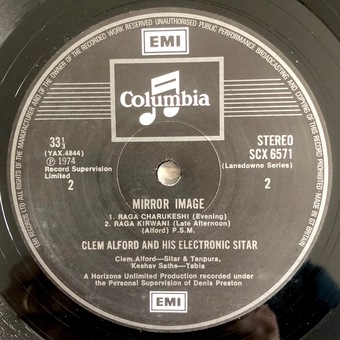 ALL RIGHTS OF THE MANUFACTURER AND OF THE OWNER OF THE RECORDED WORK RESERVED UNAUTHORISED PUBLIC PERFORMANCE BROADCASTING AND COPYING OF THIS RECORD PROHIBITED
EMI
Columbia
33⅓
(YAX.4844)
Ⓟ 1974
Record Supervision
Limited
2
STEREO
SCX 6571
(Lansdowne Series)
2
MIRROR IMAGE
1. RAGA CHARUKESHI (Evening)
2. RAGA KIRWANI (Late Afternoon)
(Alford) P.S.M.
CLEM ALFORD AND HIS ELECTRONIC SITAR
Clem Alford—Sitar & Tanpura,
Keshav Sathe—Tabla
A Horizons Unlimited Production recorded under
the Personal Supervision of Denis Preston
EMI